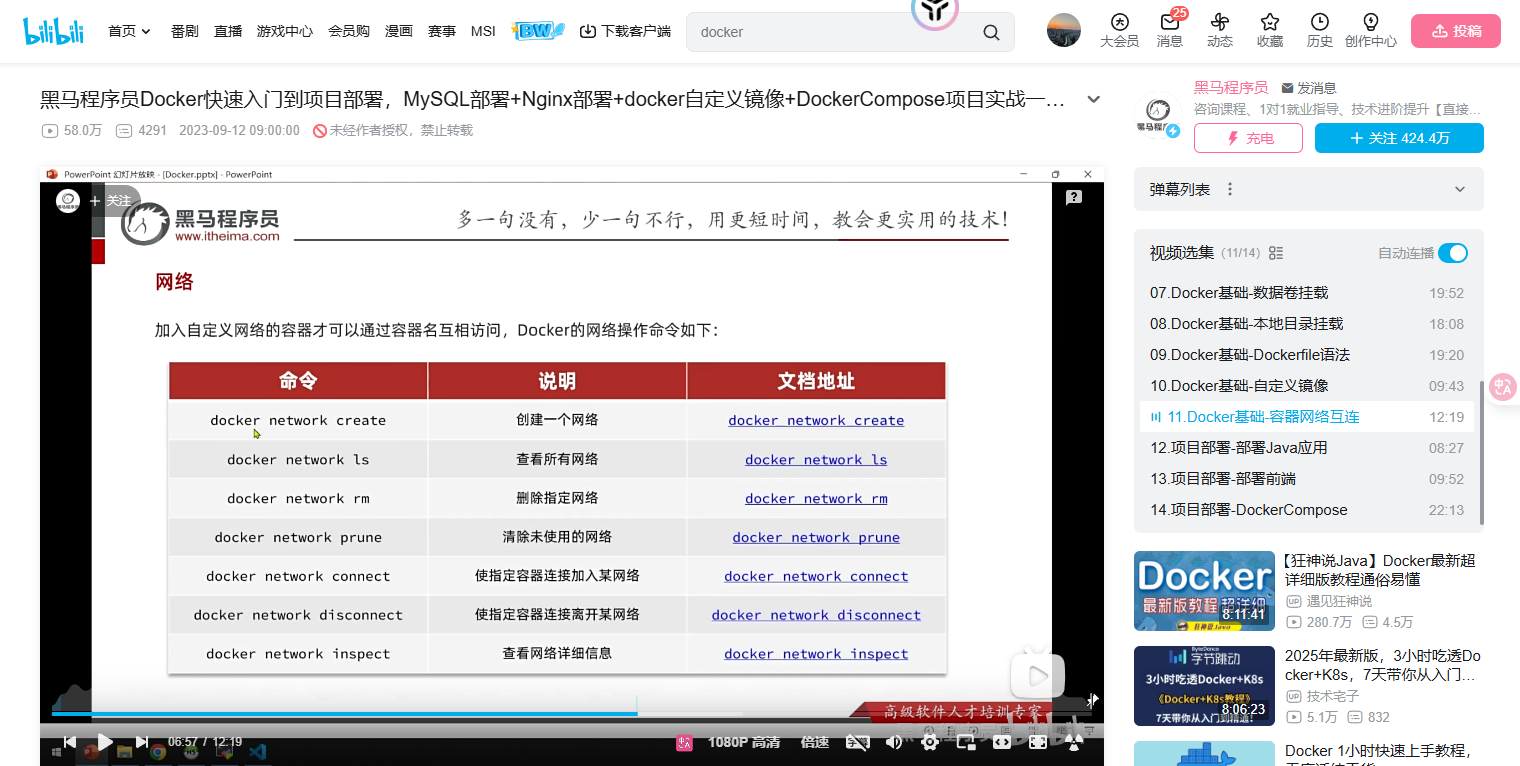 bilibili
首页 番剧 直播 游戏中心 会员购 漫画 赛事 MSI BW 下载客户端
docker
25
大会员 消息 动态 收藏 历史 创作中心 投稿
黑马程序员Docker快速入门到项目部署，MySQL部署+Nginx部署+docker自定义镜像+DockerCompose项目实战一…
58.0万 4291 2023-09-12 09:00:00 未经作者授权，禁止转载
PowerPoint 幻灯片放映 - [Docker.pptx] - PowerPoint
+ 关注
黑马程序员
www.itheima.com
多一句没有，少一句不行，用更短时间，教会更实用的技术！
网络
加入自定义网络的容器才可以通过容器名互相访问，Docker的网络操作命令如下：
命令 说明 文档地址
docker network create 创建一个网络 docker network create
docker network ls 查看所有网络 docker network ls
docker network rm 删除指定网络 docker network rm
docker network prune 清除未使用的网络 docker network prune
docker network connect 使指定容器连接加入某网络 docker network connect
docker network disconnect 使指定容器连接离开某网络 docker network disconnect
docker network inspect 查看网络详细信息 docker network inspect
高级软件人才培训专家
06:57 / 12:19 1080P 高清 倍速
黑马程序员 发消息
咨询课程、1对1就业指导、技术进阶提升【直接…
充电 + 关注 424.4万
弹幕列表
视频选集 (11/14) 自动连播
07.Docker基础-数据卷挂载 19:52
08.Docker基础-本地目录挂载 18:08
09.Docker基础-Dockerfile语法 19:20
10.Docker基础-自定义镜像 09:43
11.Docker基础-容器网络互连 12:19
12.项目部署-部署Java应用 08:27
13.项目部署-部署前端 09:52
14.项目部署-DockerCompose 22:13
Docker
最新版教程 超详细
狂神说Java
8:11:41
【狂神说Java】Docker最新超
详细版教程通俗易懂
UP 遇见狂神说
280.7万 4.5万
ByteDance
字节跳动
3小时吃透Docker+K8s
《Docker+K8s教程》
7天带你从入门到精通！
8:06:23
2025年最新版，3小时吃透Do
cker+K8s，7天带你从入门…
UP 技术宅子
5.1万 832
Docker 1小时快速上手教程，